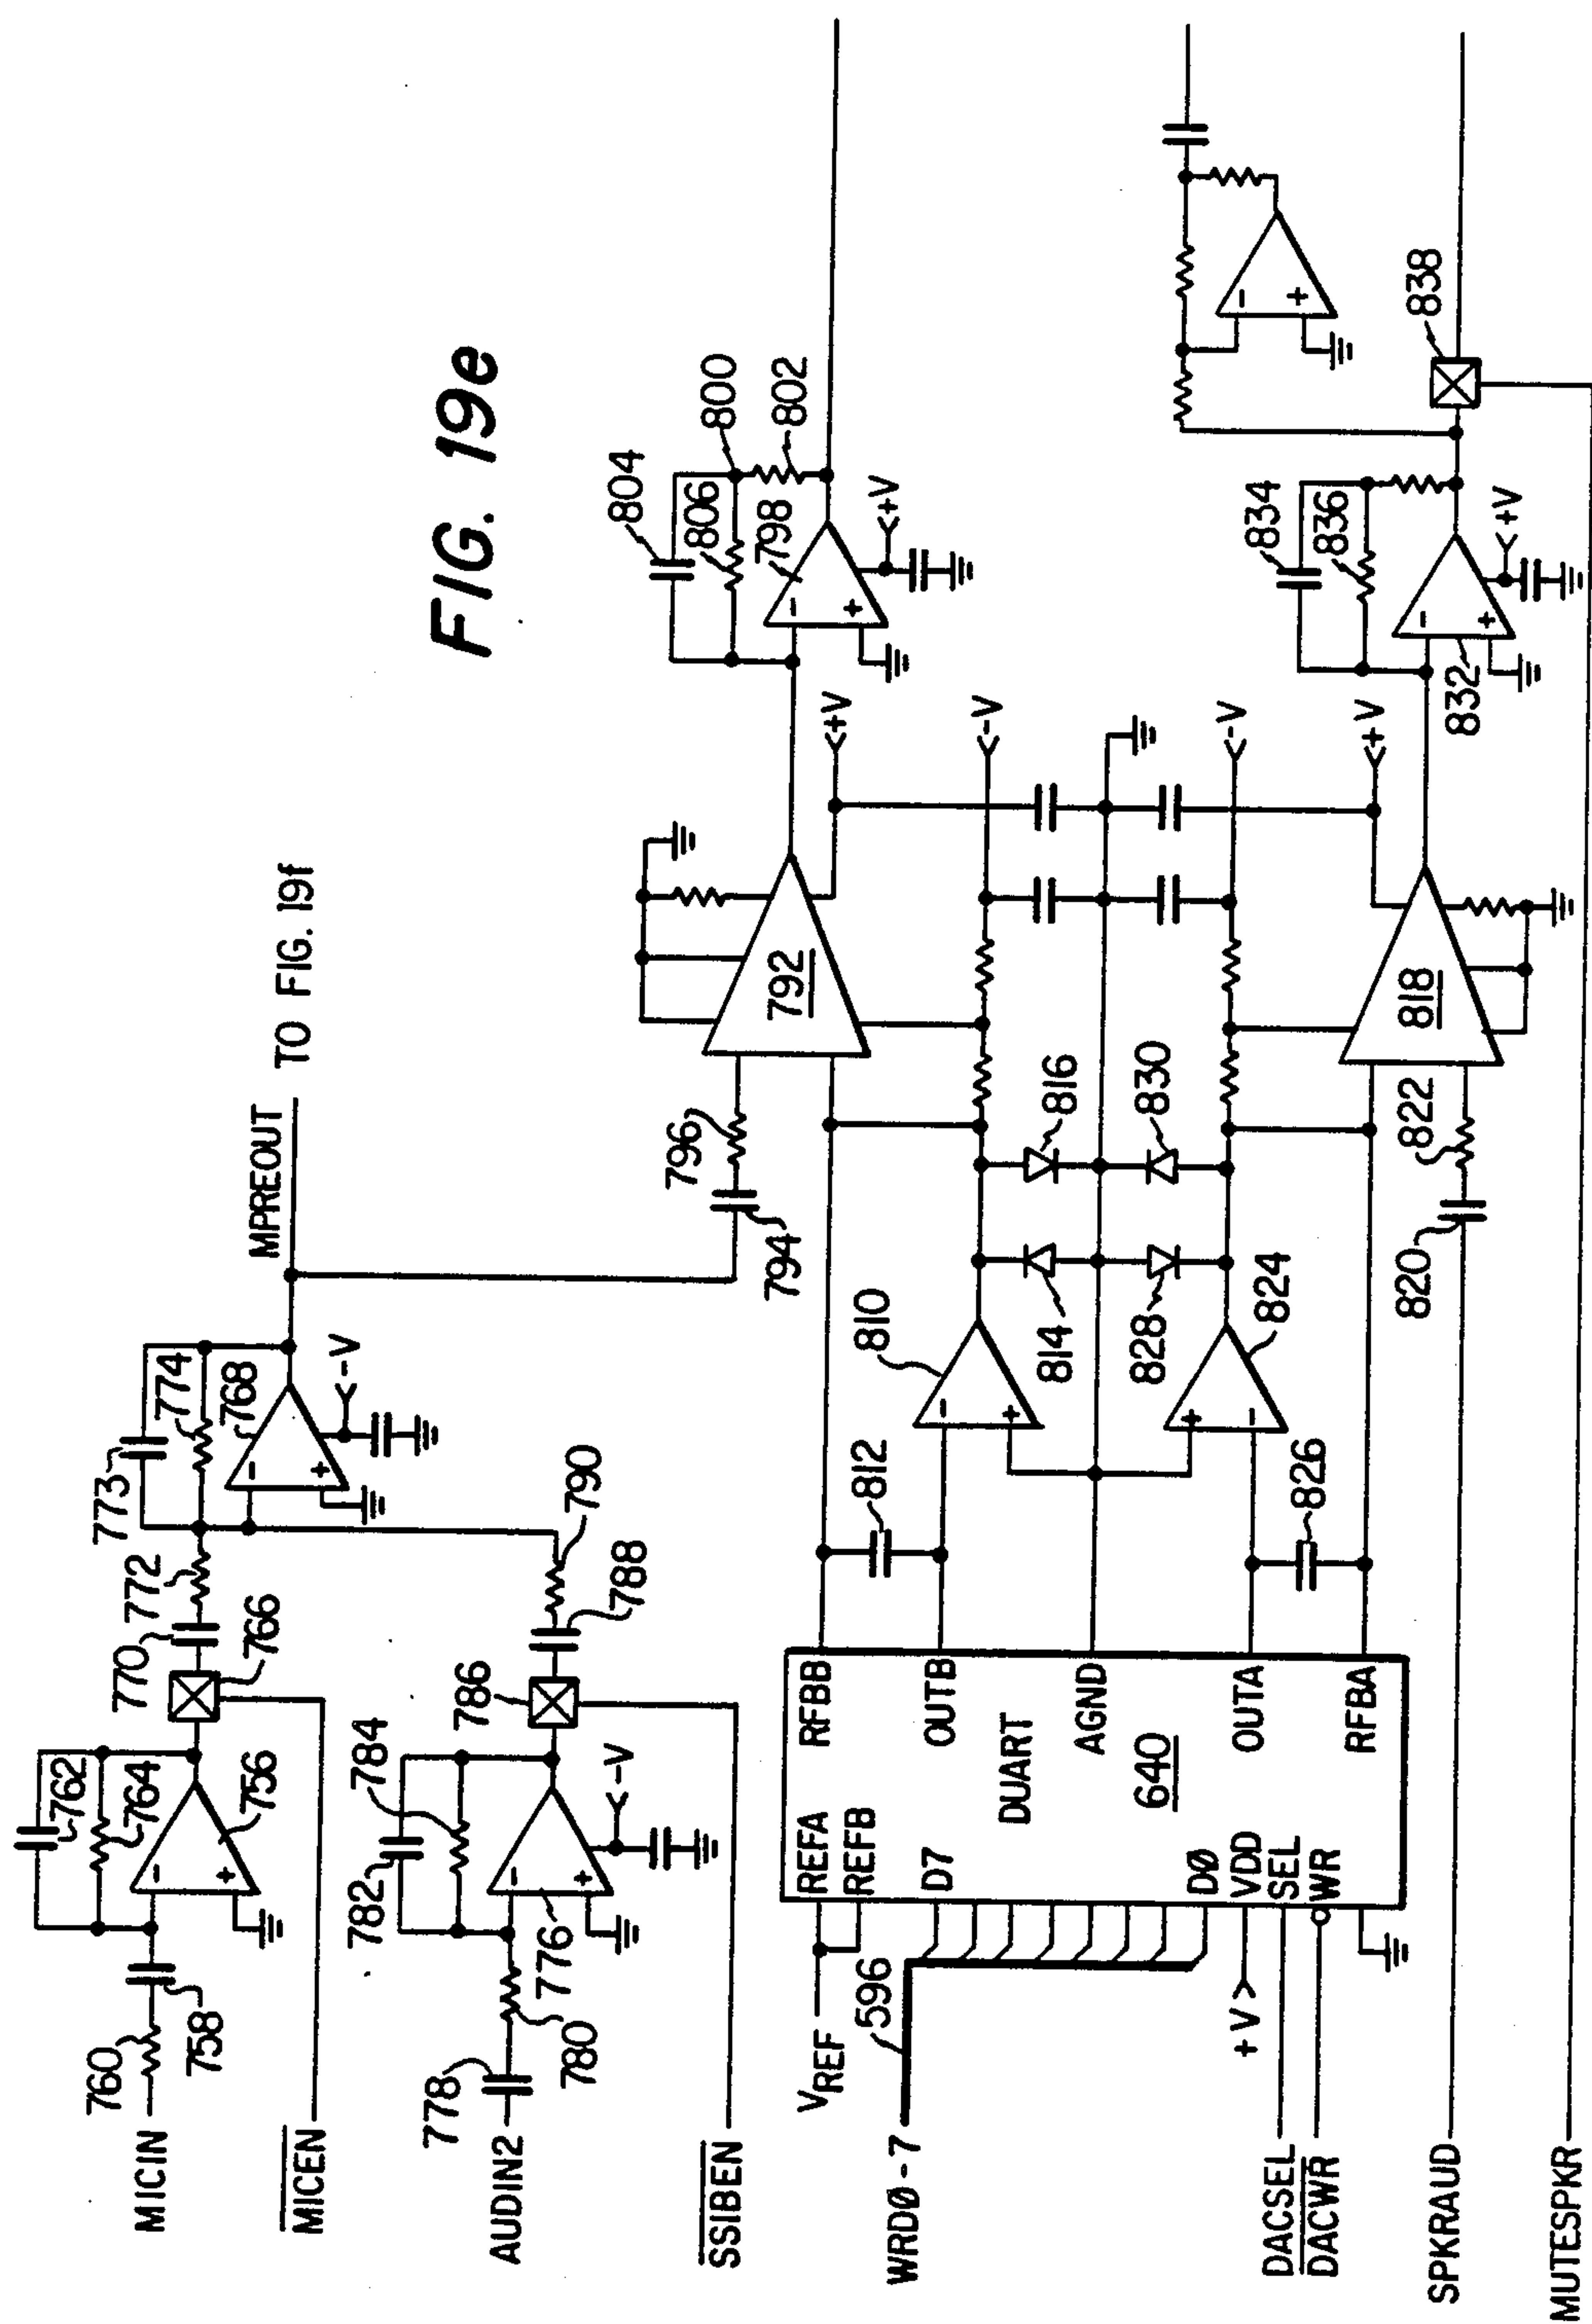 FIG. 19e
MICIN
760
758
762
764
756
766
MICEN
770
772
773
774
768
-
+
<-V
MPREOUT
TO FIG. 19f
AUDIN2
778
780
782
784
776
786
788
790
-
+
<-V
SSIBEN
794
796
792
<+V
<-V
804
806
798
800
802
-
+
<+V
VREF
596
WRDØ-7
+V>
DACSEL
DACWR
REFA
REFB
D7
DØ
VDD
SEL
WR
DUART
640
RFBB
OUTB
AGND
OUTA
RFBA
812
810
-
+
814
816
828
830
824
+
-
826
<-V
<+V
820
822
818
834
836
832
-
+
<+V
838
-
+
SPKRAUD
MUTESPKR